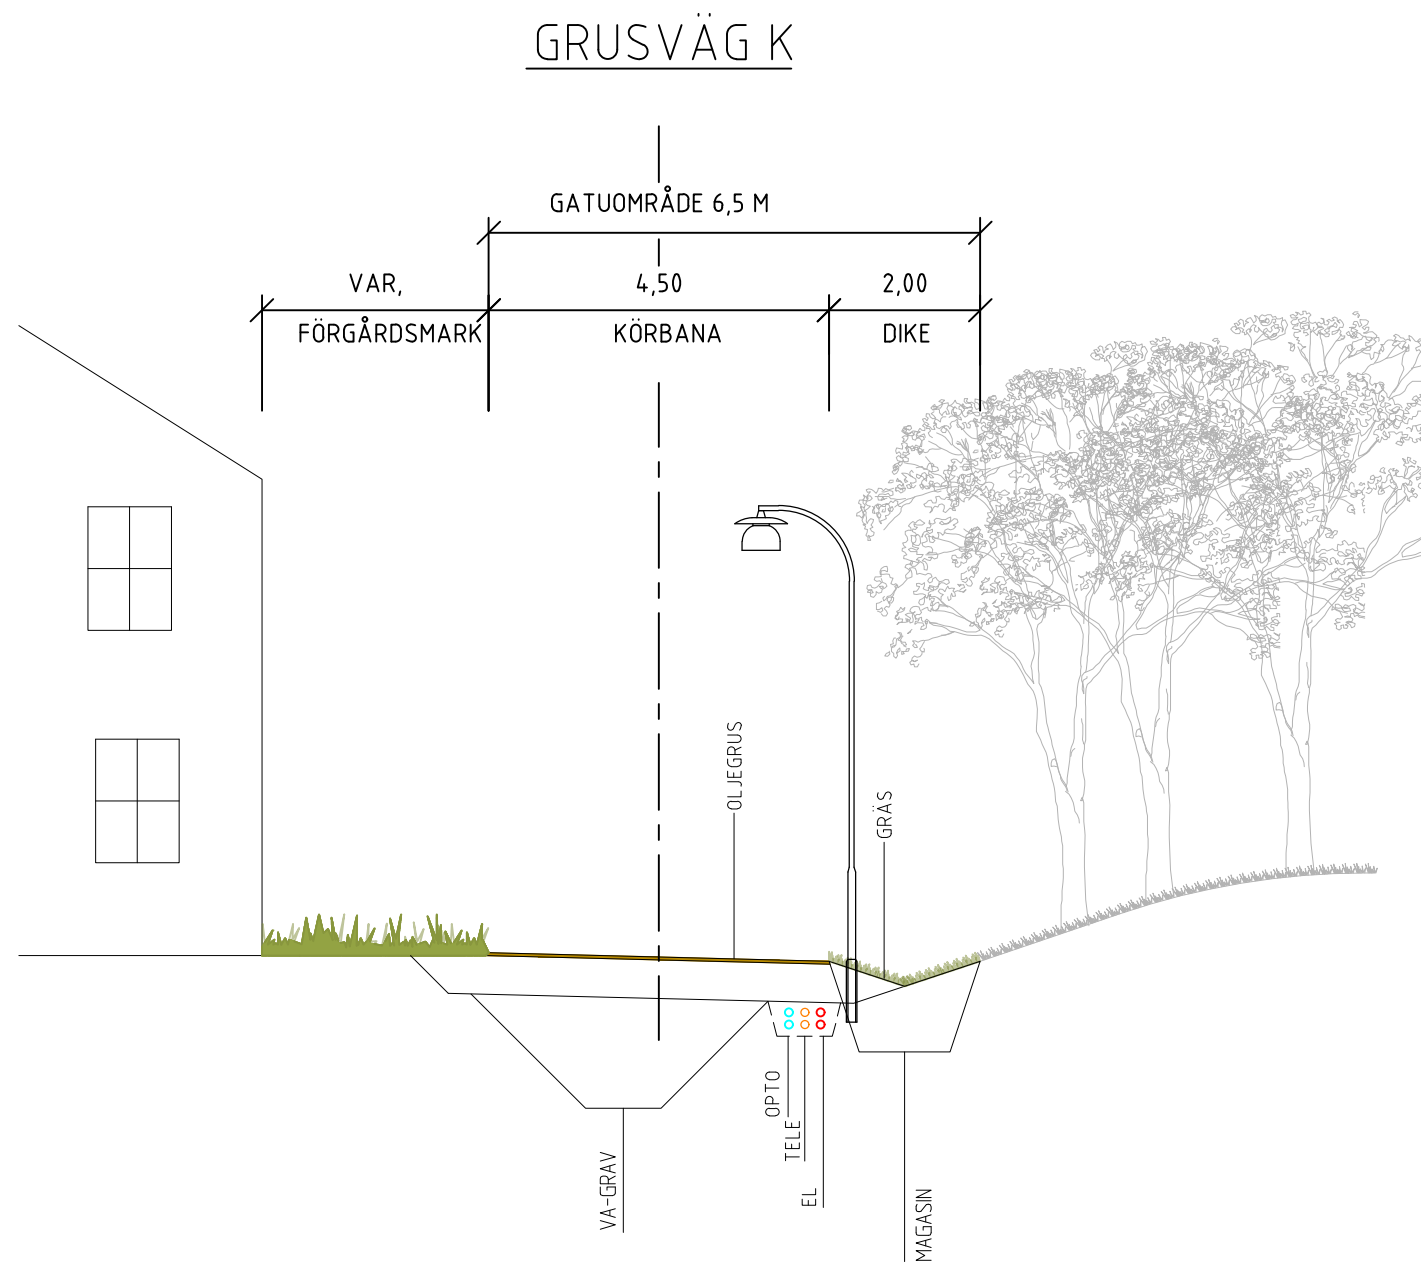 GRUSVÄG K
GATUOMRÅDE 6,5 M
VAR,
4,50
2,00
FÖRGÅRDSMARK
KÖRBANA
DIKE
OLJEGRUS
GRÄS
OPTO
TELE
EL
VA-GRAV
MAGASIN